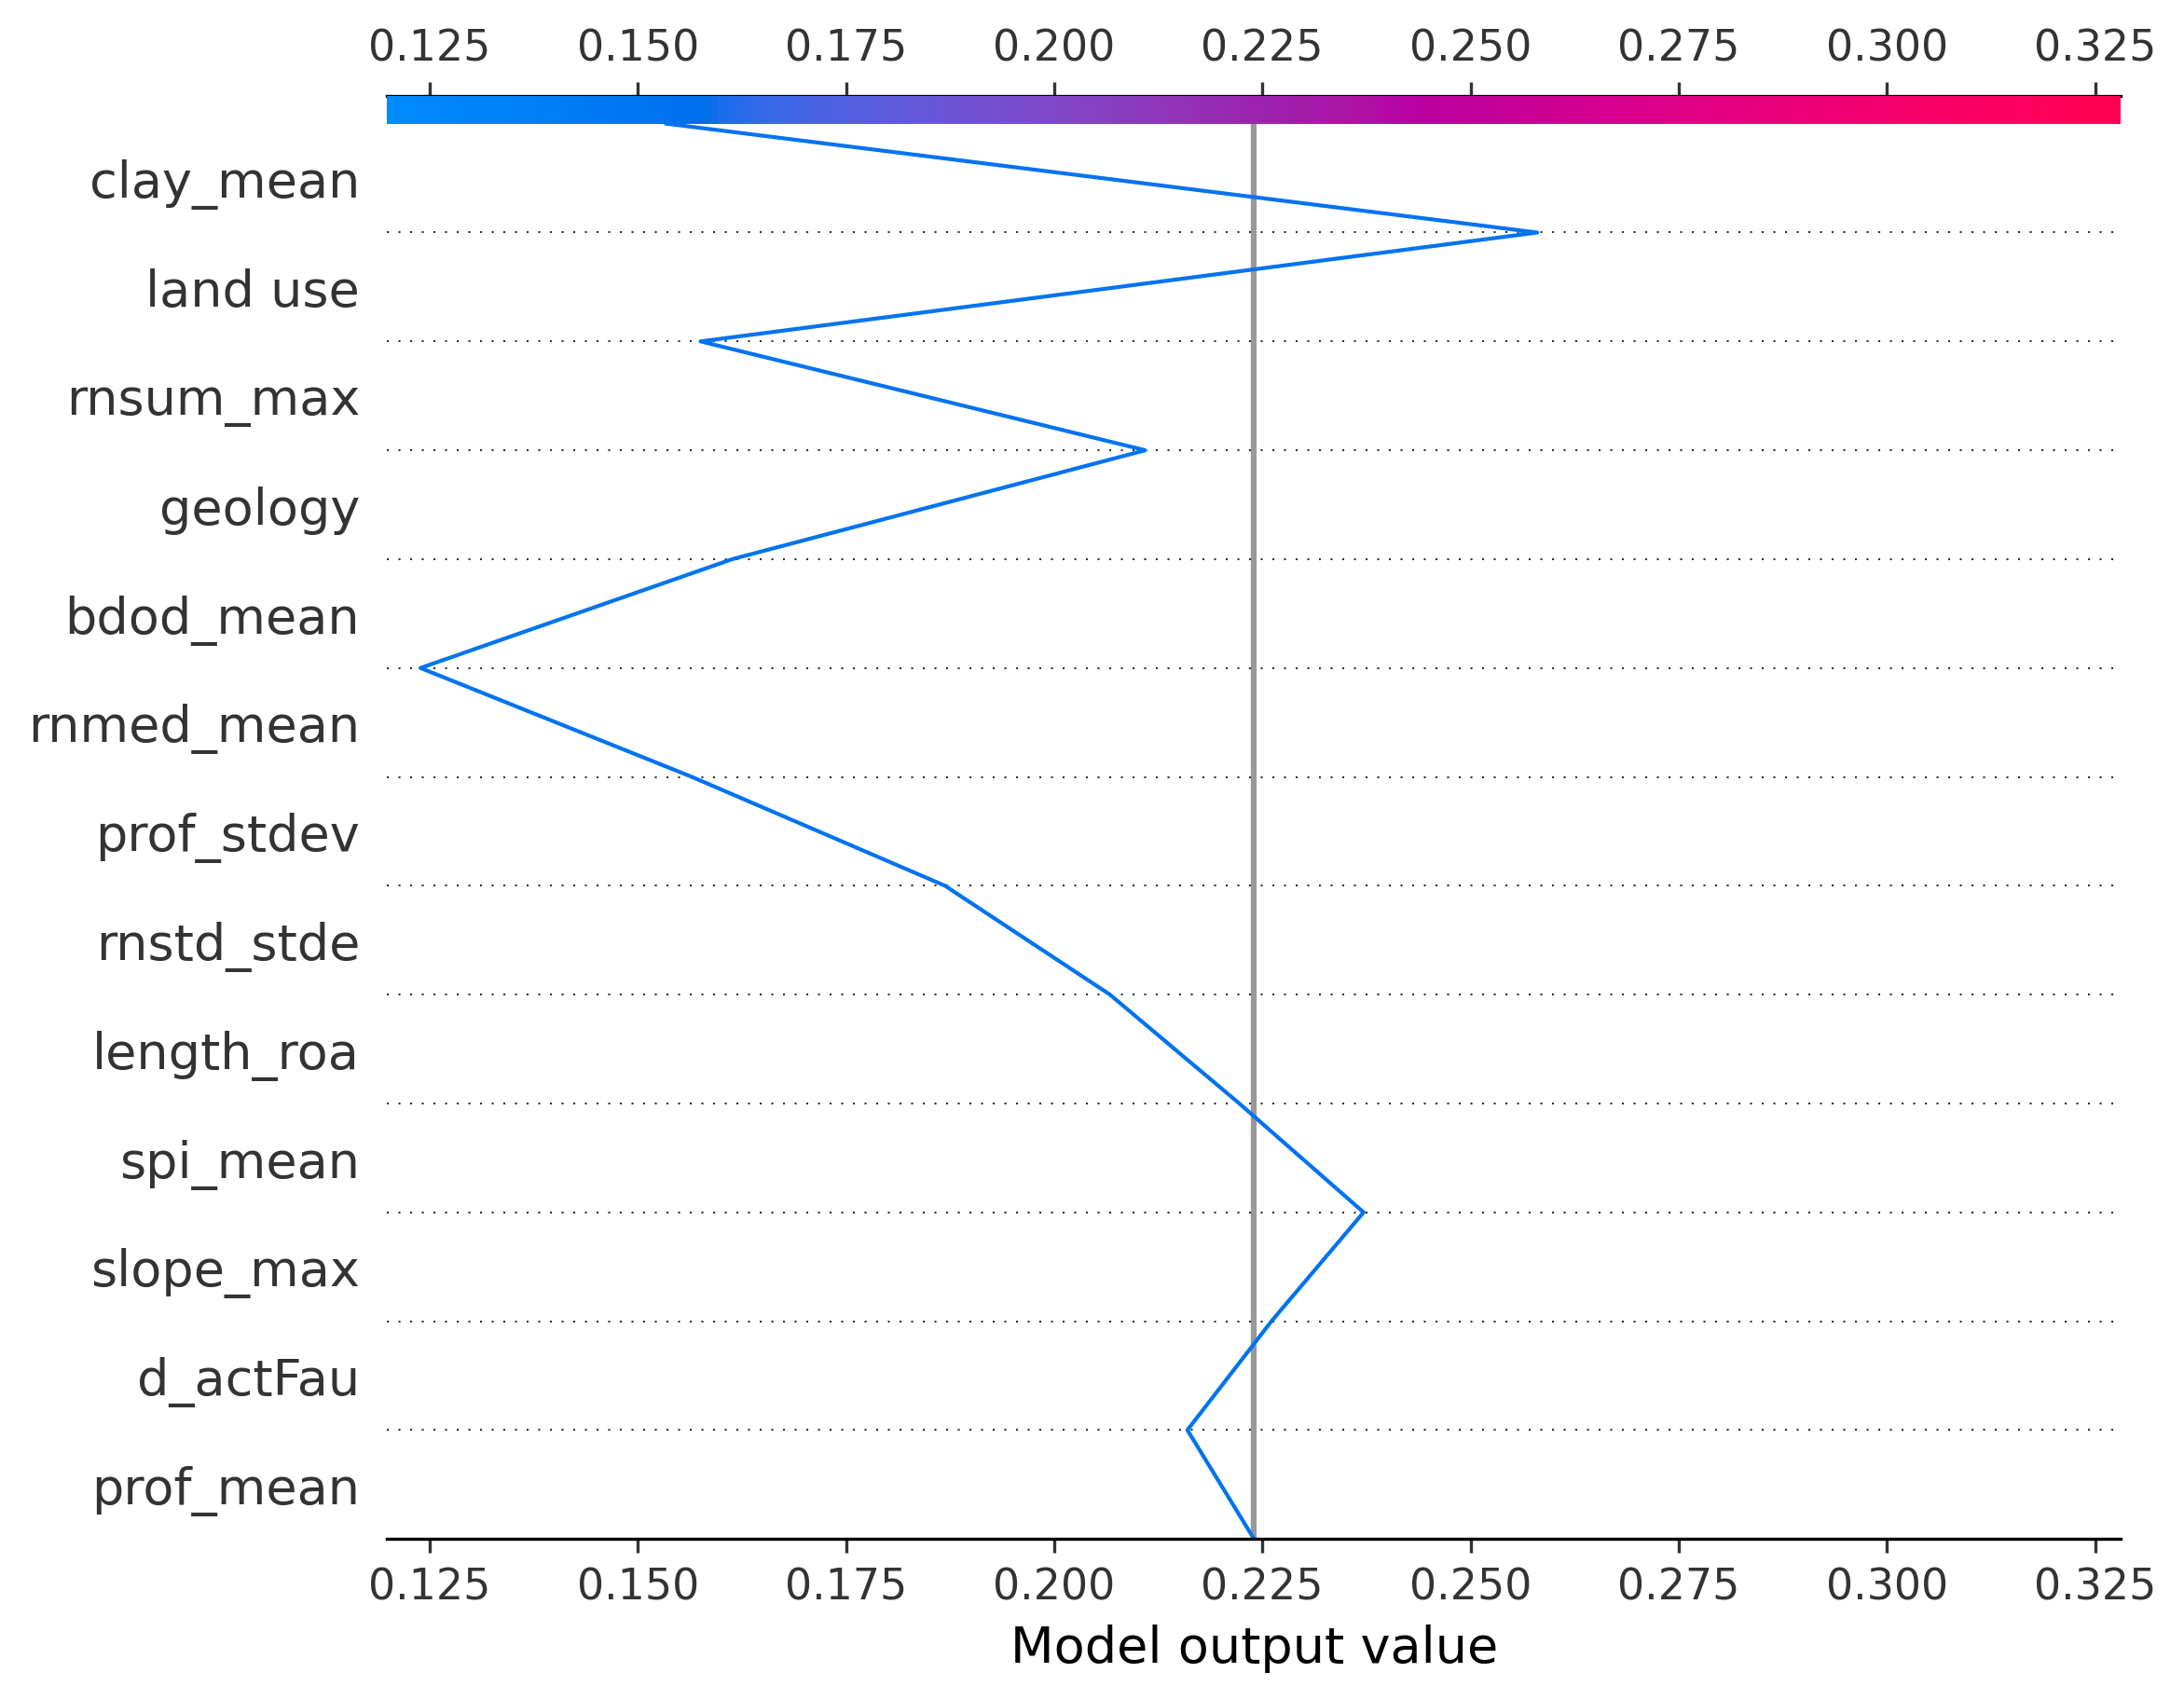 0.125 0.150 0.175 0.200 0.225 0.250 0.275 0.300 0.325
clay_mean
land use
rnsum_max
geology
bdod_mean
rnmed_mean
prof_stdev
rnstd_stde
length_roa
spi_mean
slope_max
d_actFau
prof_mean
0.125 0.150 0.175 0.200 0.225 0.250 0.275 0.300 0.325
Model output value